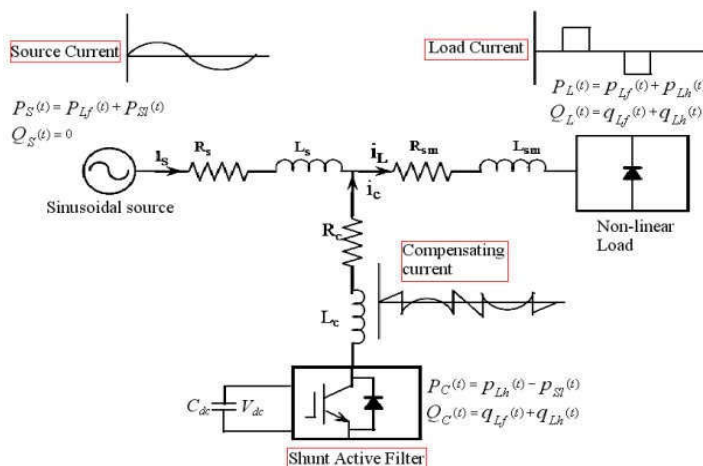 Source Current
Load Current
P_S(t) = P_Lf(t) + P_Sl(t)
Q_S(t) = 0
P_L(t) = p_Lf(t) + p_Lh(t)
Q_L(t) = q_Lf(t) + q_Lh(t)
i_s
R_s
L_s
i_L
R_sm
L_sm
i_c
Sinusoidal source
R_c
Non-linear
Load
Compensating
current
L_c
C_dc
V_dc
P_C(t) = p_Lh(t) - p_Sl(t)
Q_C(t) = q_Lf(t) + q_Lh(t)
Shunt Active Filter